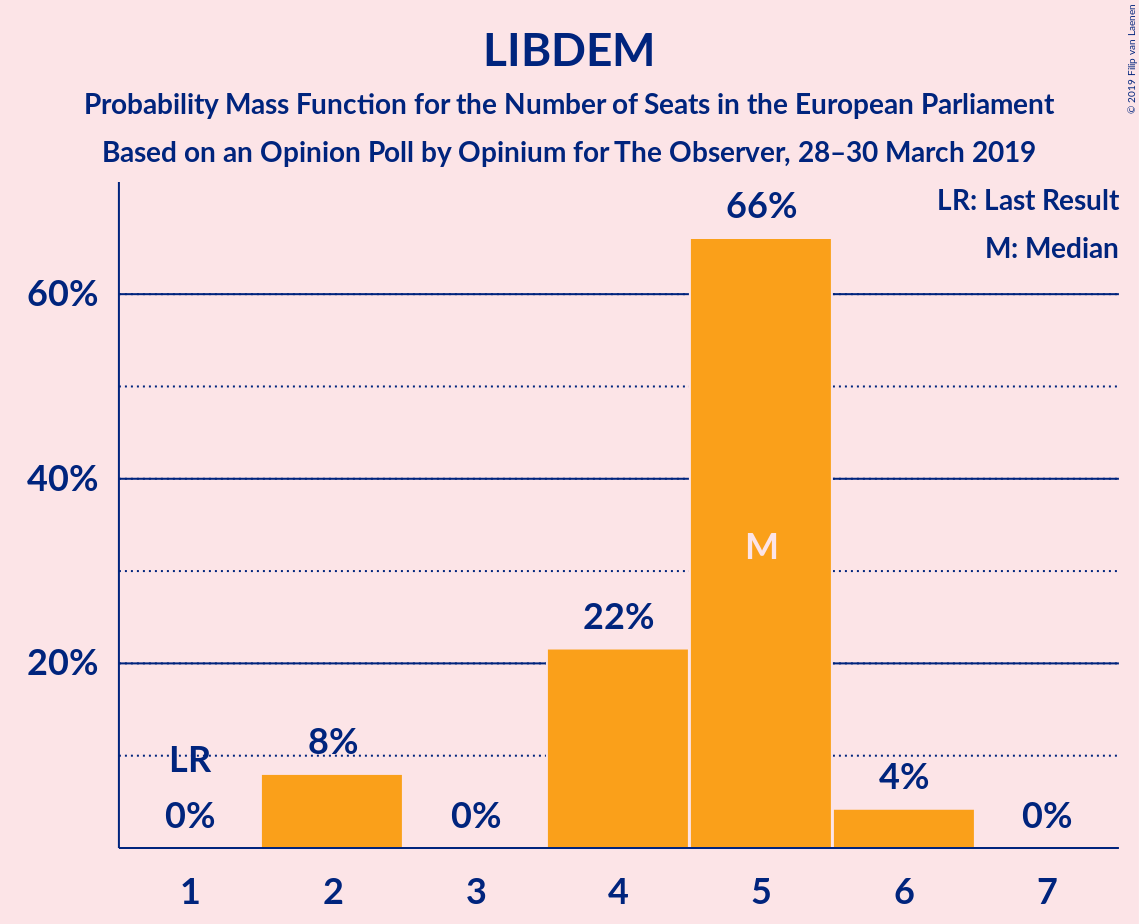 LIBDEM
Probability Mass Function for the Number of Seats in the European Parliament
Based on an Opinion Poll by Opinium for The Observer, 28–30 March 2019
© 2019 Filip van Laenen
LR: Last Result
M: Median
66%
60%
40%
M
22%
20%
LR
8%
4%
0%
0%
0%
1 2 3 4 5 6 7